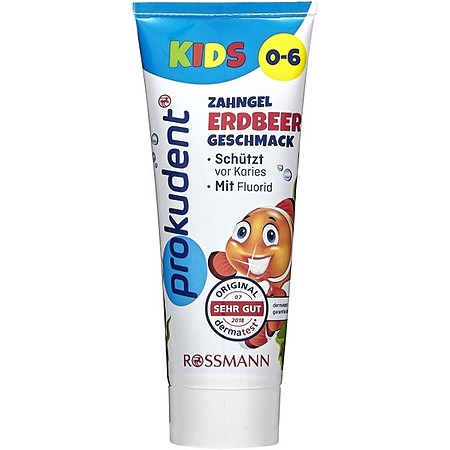 KIDS
0-6
prokudent®
ZAHNGEL
ERDBEER
GESCHMACK
• Schützt
vor Karies
• Mit Fluorid
ORIGINAL
07
SEHR GUT
2018
dermatest®
ROSSMANN